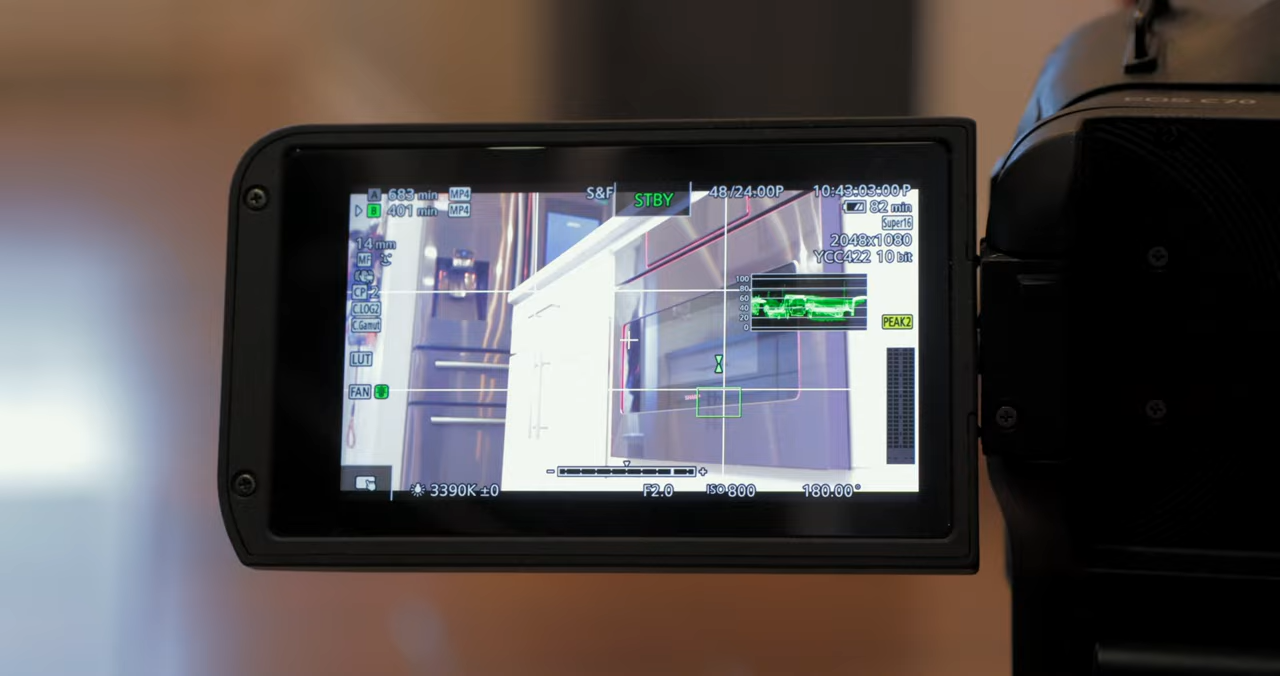 EOS C70
A 683 min MP4
S&F
STBY
48/24.00P
10:43:03:00 P
B 401 min MP4
82 min
Super16
14 mm
2048x1080
MF
YCC422 10 bit
CP 2
C.LOG2
C.Gamut
100
80
60
40
20
0
PEAK2
LUT
FAN
- +
3390K ±0
F2.0
ISO 800
180.00°